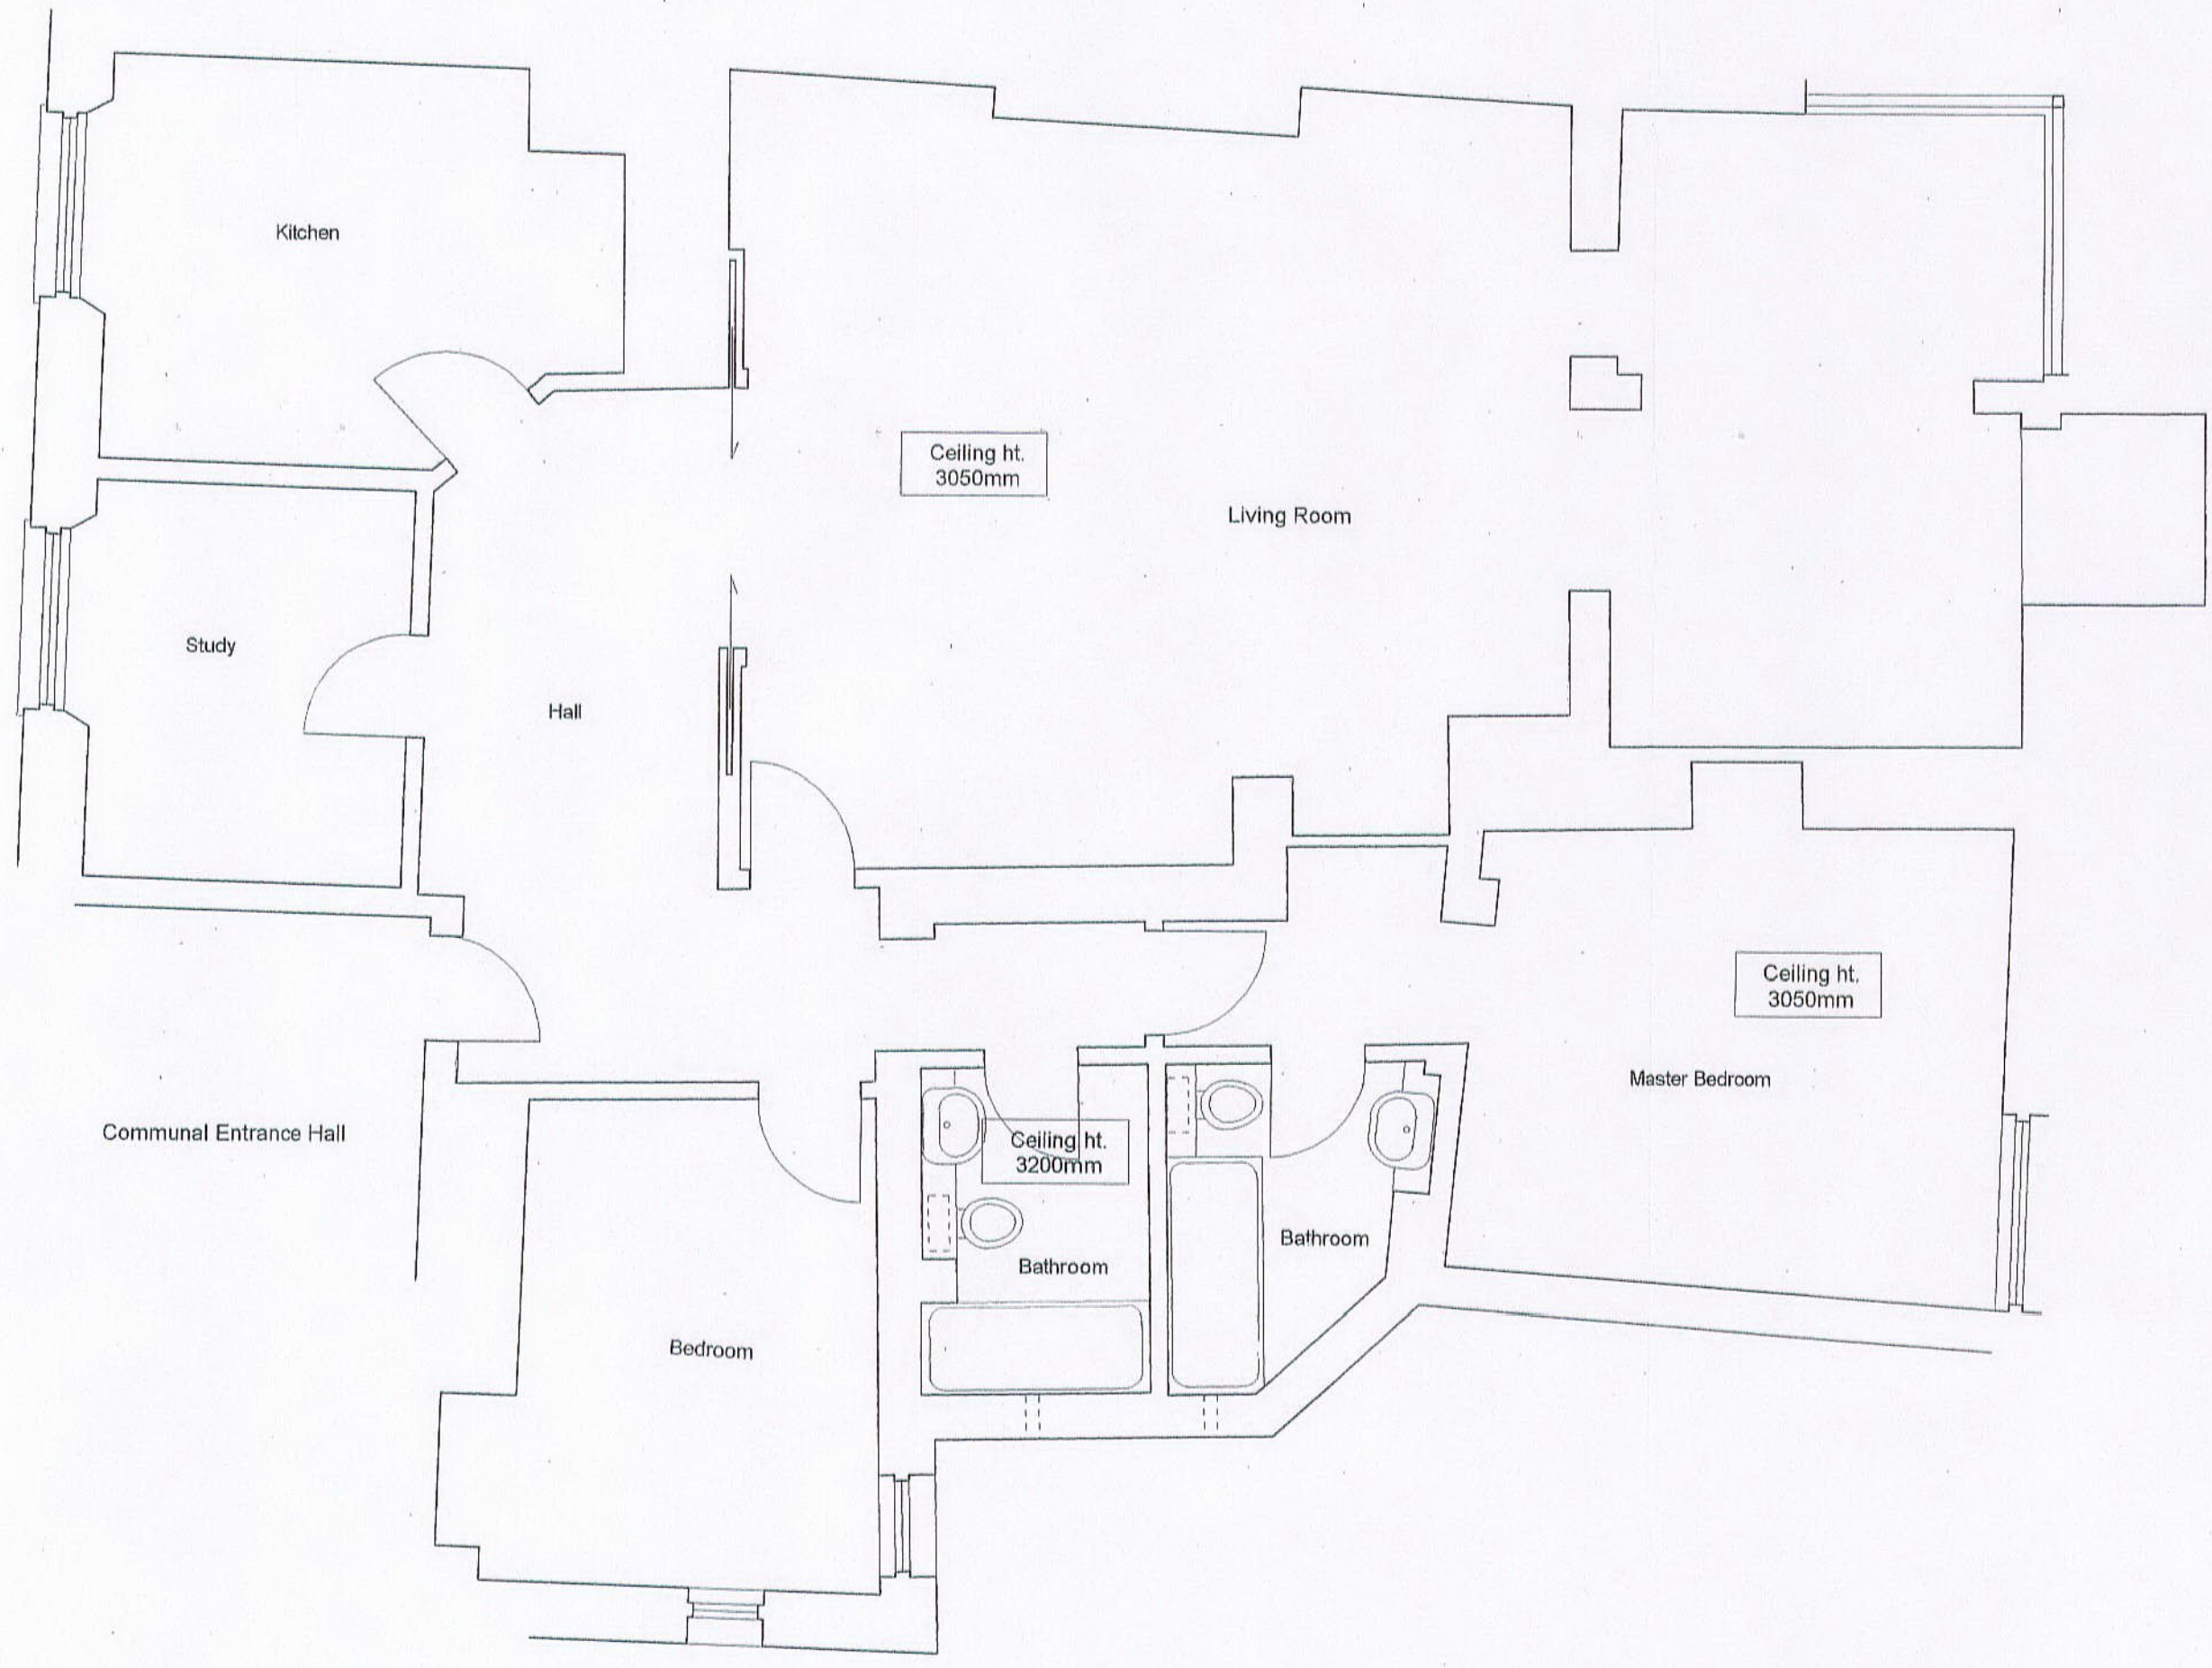 Kitchen
Ceiling ht.
3050mm
Living Room
Study
Hall
Ceiling ht.
3050mm
Master Bedroom
Communal Entrance Hall
Ceiling ht.
3200mm
Bathroom
Bathroom
Bedroom